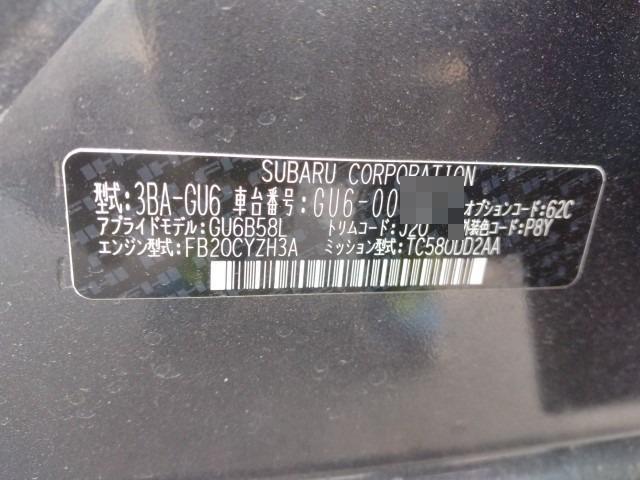 SUBARU CORPORATION
型式:3BA-GU6 車台番号:GU6-00 オプションコード:62C
アプライドモデル:GU6B58L トリムコード:J20 外装色コード:P8Y
エンジン型式:FB20CYZH3A ミッション型式:TC580DD2AA